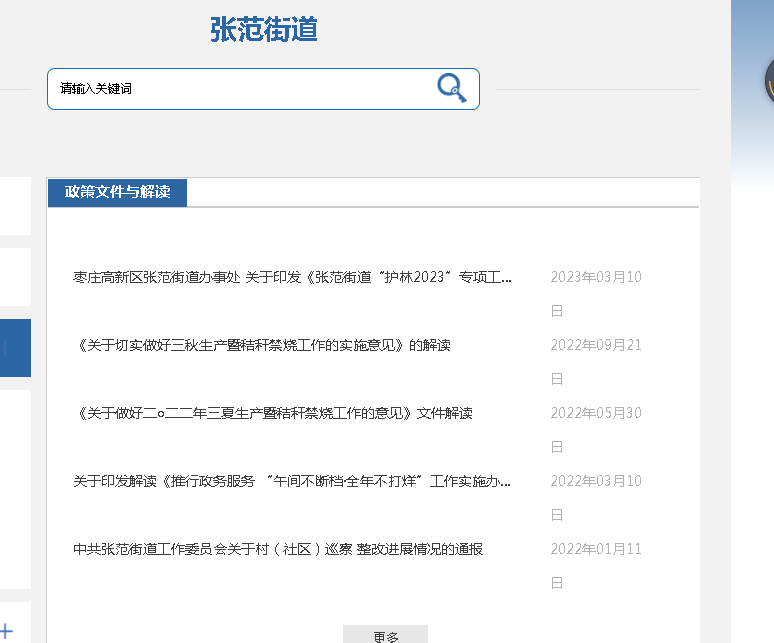 张范街道
请输入关键词
政策文件与解读
枣庄高新区张范街道办事处 关于印发《张范街道“护林2023”专项工...
2023年03月10
日
《关于切实做好三秋生产暨秸秆禁烧工作的实施意见》的解读
2022年09月21
日
《关于做好二〇二二年三夏生产暨秸秆禁烧工作的意见》文件解读
2022年05月30
日
关于印发解读《推行政务服务 “午间不断档·全年不打烊”工作实施办...
2022年03月10
日
中共张范街道工作委员会关于村（社区）巡察 整改进展情况的通报
2022年01月11
日
更多